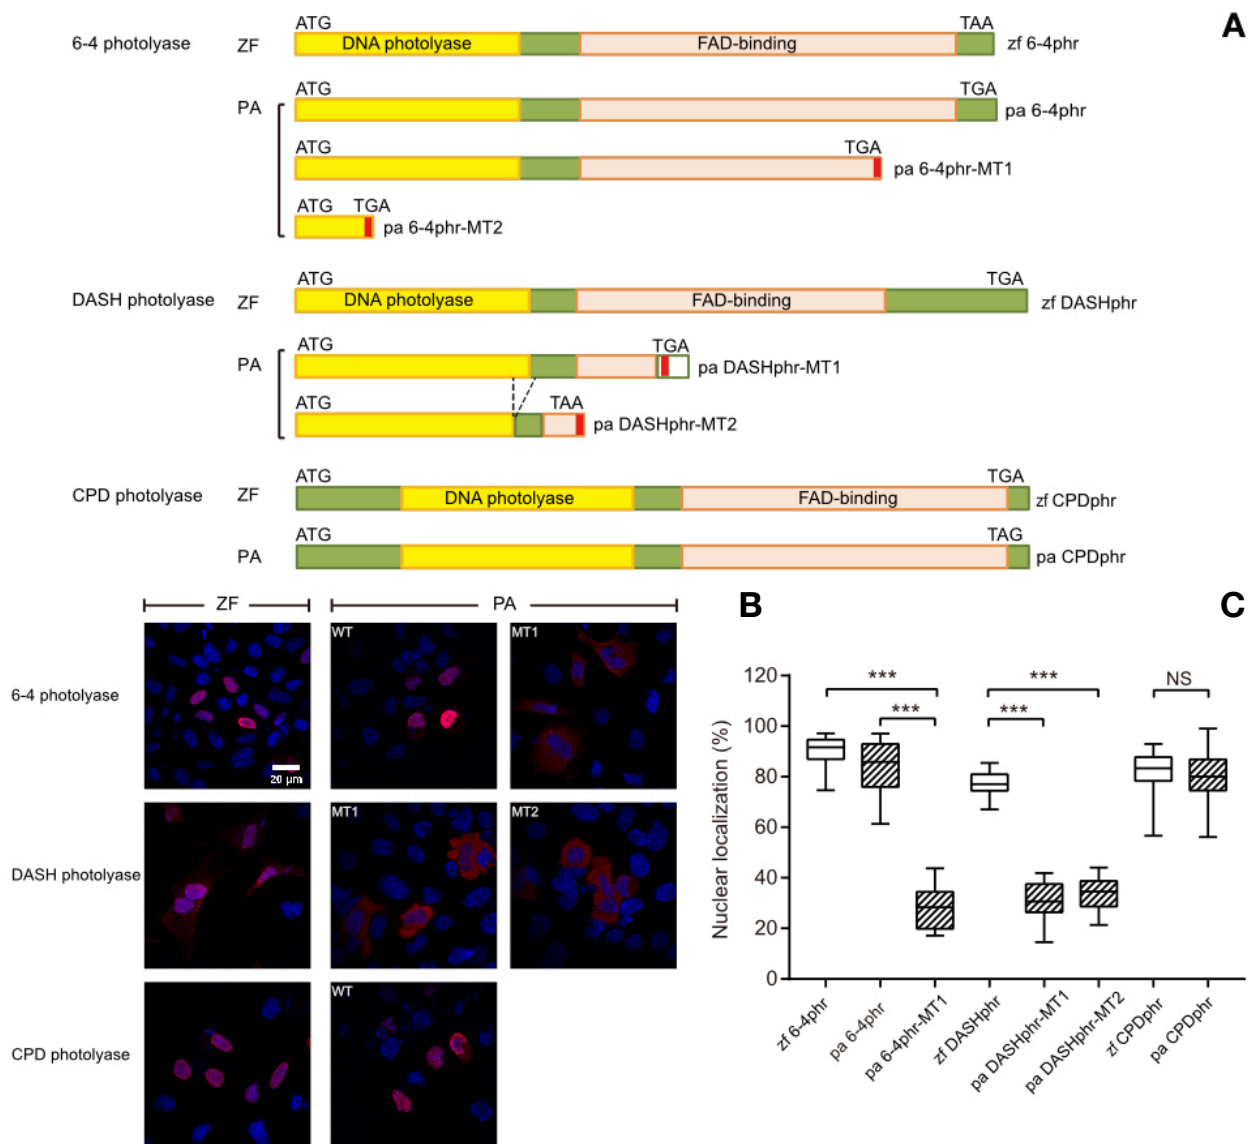 A
ATG TAA
6-4 photolyase ZF DNA photolyase FAD-binding zf 6-4phr
ATG TGA
PA pa 6-4phr
ATG TGA
pa 6-4phr-MT1
ATG TGA
pa 6-4phr-MT2
ATG TGA
DASH photolyase ZF DNA photolyase FAD-binding zf DASHphr
ATG TGA
PA pa DASHphr-MT1
ATG TAA
pa DASHphr-MT2
ATG TGA
CPD photolyase ZF DNA photolyase FAD-binding zf CPDphr
ATG TAG
PA pa CPDphr
B
ZF PA
WT MT1
6-4 photolyase
20 µm
MT1 MT2
DASH photolyase
WT
CPD photolyase
C
Nuclear localization (%)
120
100
80
60
40
20
0
*** *** NS
*** ***
zf 6-4phr
pa 6-4phr
pa 6-4phr-MT1
zf DASHphr
pa DASHphr-MT1
pa DASHphr-MT2
zf CPDphr
pa CPDphr